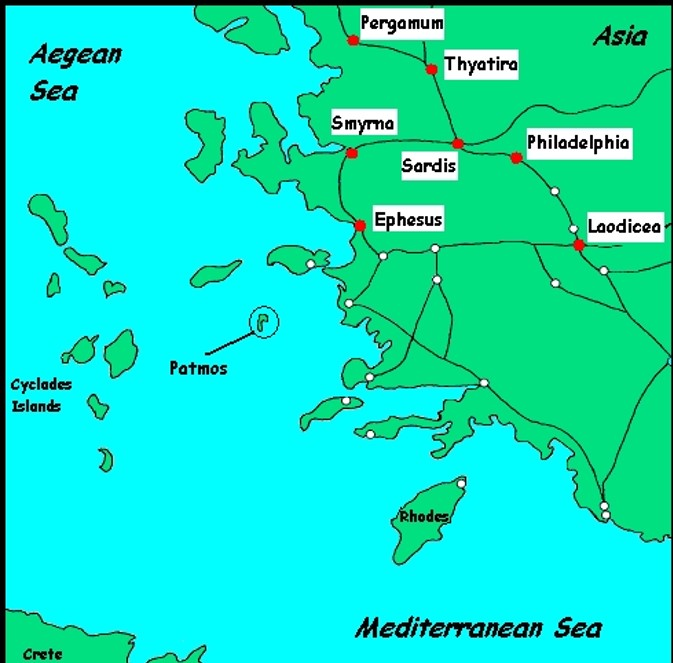 Pergamum
Aegean
Sea
Asia
Thyatira
Smyrna
Philadelphia
Sardis
Ephesus
Laodicea
Patmos
Cyclades
Islands
Rhodes
Mediterranean Sea
Crete